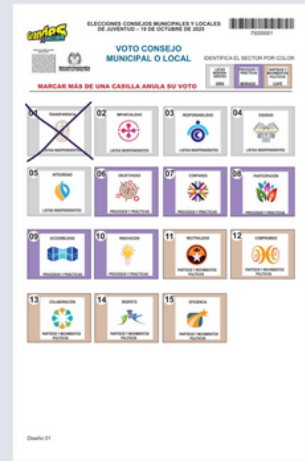 ELECCIONES CONSEJOS MUNICIPALES Y LOCALES
DE JUVENTUD – 19 DE OCTUBRE DE 2025
VOTO CONSEJO
MUNICIPAL O LOCAL
IDENTIFICA EL SECTOR POR COLOR
GRIS
MORADO
CAFÉ
MARCAR MÁS DE UNA CASILLA ANULA SU VOTO
01
TRANSPARENCIA
LISTAS INDEPENDIENTES
02
IMPARCIALIDAD
LISTAS INDEPENDIENTES
03
RESPONSABILIDAD
LISTAS INDEPENDIENTES
04
EQUIDAD
LISTAS INDEPENDIENTES
05
INTEGRIDAD
LISTAS INDEPENDIENTES
06
OBJETIVIDAD
PROCESOS Y PRÁCTICAS
07
CONFIANZA
PROCESOS Y PRÁCTICAS
08
PARTICIPACIÓN
PROCESOS Y PRÁCTICAS
09
ACCESIBILIDAD
PROCESOS Y PRÁCTICAS
10
INNOVACIÓN
PROCESOS Y PRÁCTICAS
11
NEUTRALIDAD
PARTIDOS Y MOVIMIENTOS
POLÍTICOS
12
COMPROMISO
PARTIDOS Y MOVIMIENTOS
POLÍTICOS
13
COLABORACIÓN
PARTIDOS Y MOVIMIENTOS
POLÍTICOS
14
RESPETO
PARTIDOS Y MOVIMIENTOS
POLÍTICOS
15
EFICIENCIA
PARTIDOS Y MOVIMIENTOS
POLÍTICOS
Diseño 01